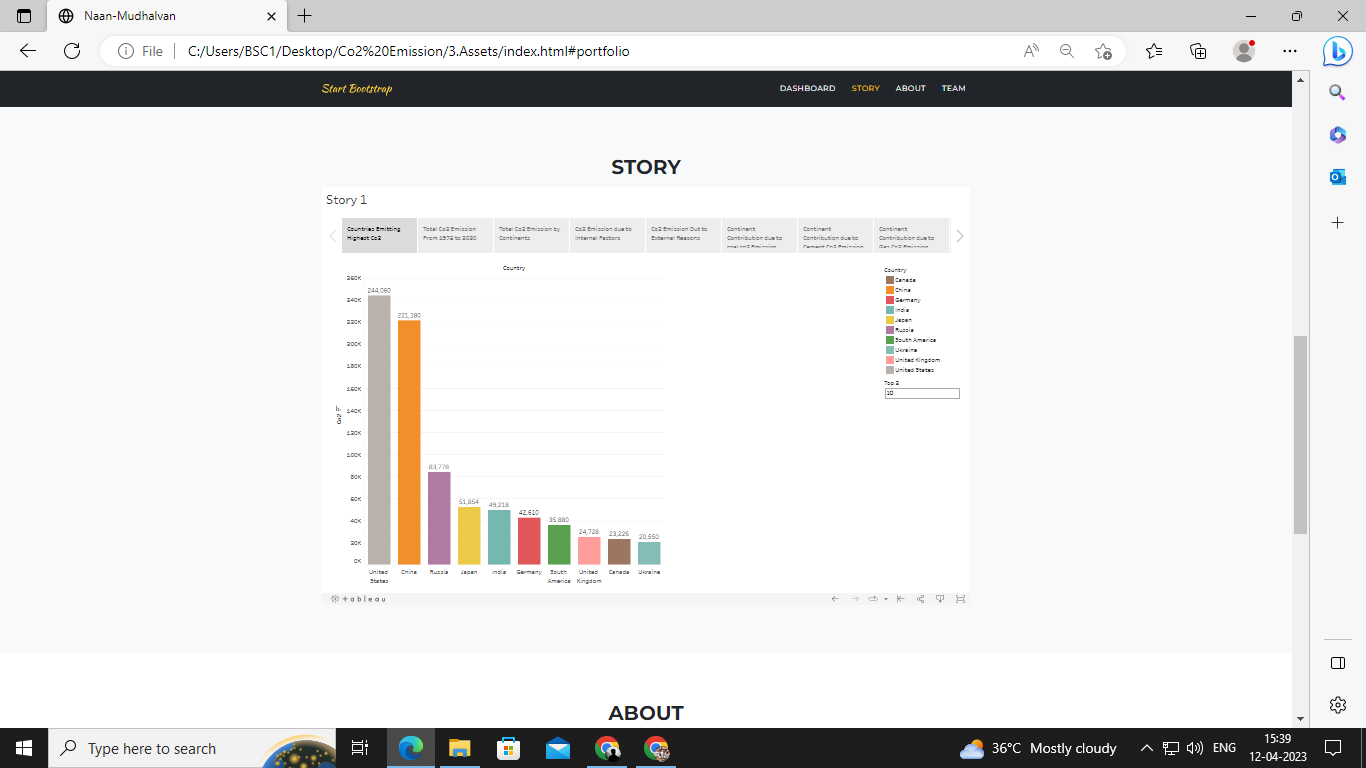 Naan-Mudhalvan
File
C:/Users/BSC1/Desktop/Co2%20Emission/3.Assets/index.html#portfolio
Start Bootstrap
DASHBOARD STORY ABOUT TEAM
STORY
Story 1
Countries Emitting
Highest Co2
Total Co2 Emission
From 1975 to 2020
Total Co2 Emission by
Continents
Co2 Emission due to
Internal Factors
Co2 Emission Dut to
External Reasons
Continent
Contribution due to
coal co2 Emission
Continent
Contribution due to
Cement Co2 Emission
Continent
Contribution due to
Gas Co2 Emission
Country
260K
240K
220K
200K
180K
160K
140K
120K
100K
80K
60K
40K
20K
0K
Co2
244,060
221,180
83,778
51,854
49,218
42,610
35,880
24,728
23,226
20,550
United
States
China
Russia
Japan
India
Germany
South
America
United
Kingdom
Canada
Ukraine
Country
Canada
China
Germany
India
Japan
Russia
South America
Ukraine
United Kingdom
United States
Top 2
10
+ a b l e a u
ABOUT
Type here to search
36°C Mostly cloudy
ENG
15:39
12-04-2023